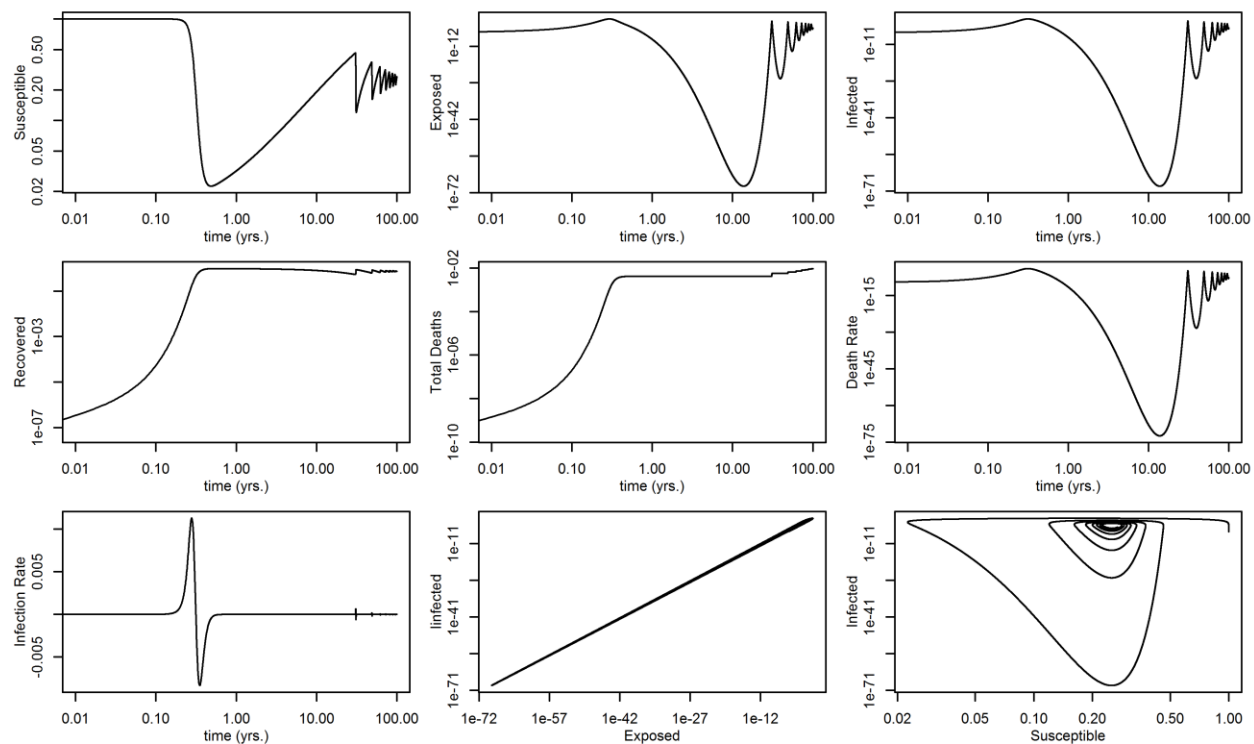 Susceptible
0.50
0.20
0.05
0.02
0.01 0.10 1.00 10.00 100.00
time (yrs.)
Exposed
1e-12
1e-42
1e-72
0.01 0.10 1.00 10.00 100.00
time (yrs.)
Infected
1e-11
1e-41
1e-71
0.01 0.10 1.00 10.00 100.00
time (yrs.)
Recovered
1e-03
1e-07
0.01 0.10 1.00 10.00 100.00
time (yrs.)
Total Deaths
1e-02
1e-06
1e-10
0.01 0.10 1.00 10.00 100.00
time (yrs.)
Death Rate
1e-15
1e-45
1e-75
0.01 0.10 1.00 10.00 100.00
time (yrs.)
Infection Rate
0.005
-0.005
0.01 0.10 1.00 10.00 100.00
time (yrs.)
Iinfected
1e-11
1e-41
1e-71
1e-72 1e-57 1e-42 1e-27 1e-12
Exposed
Infected
1e-11
1e-41
1e-71
0.02 0.05 0.10 0.20 0.50 1.00
Susceptible